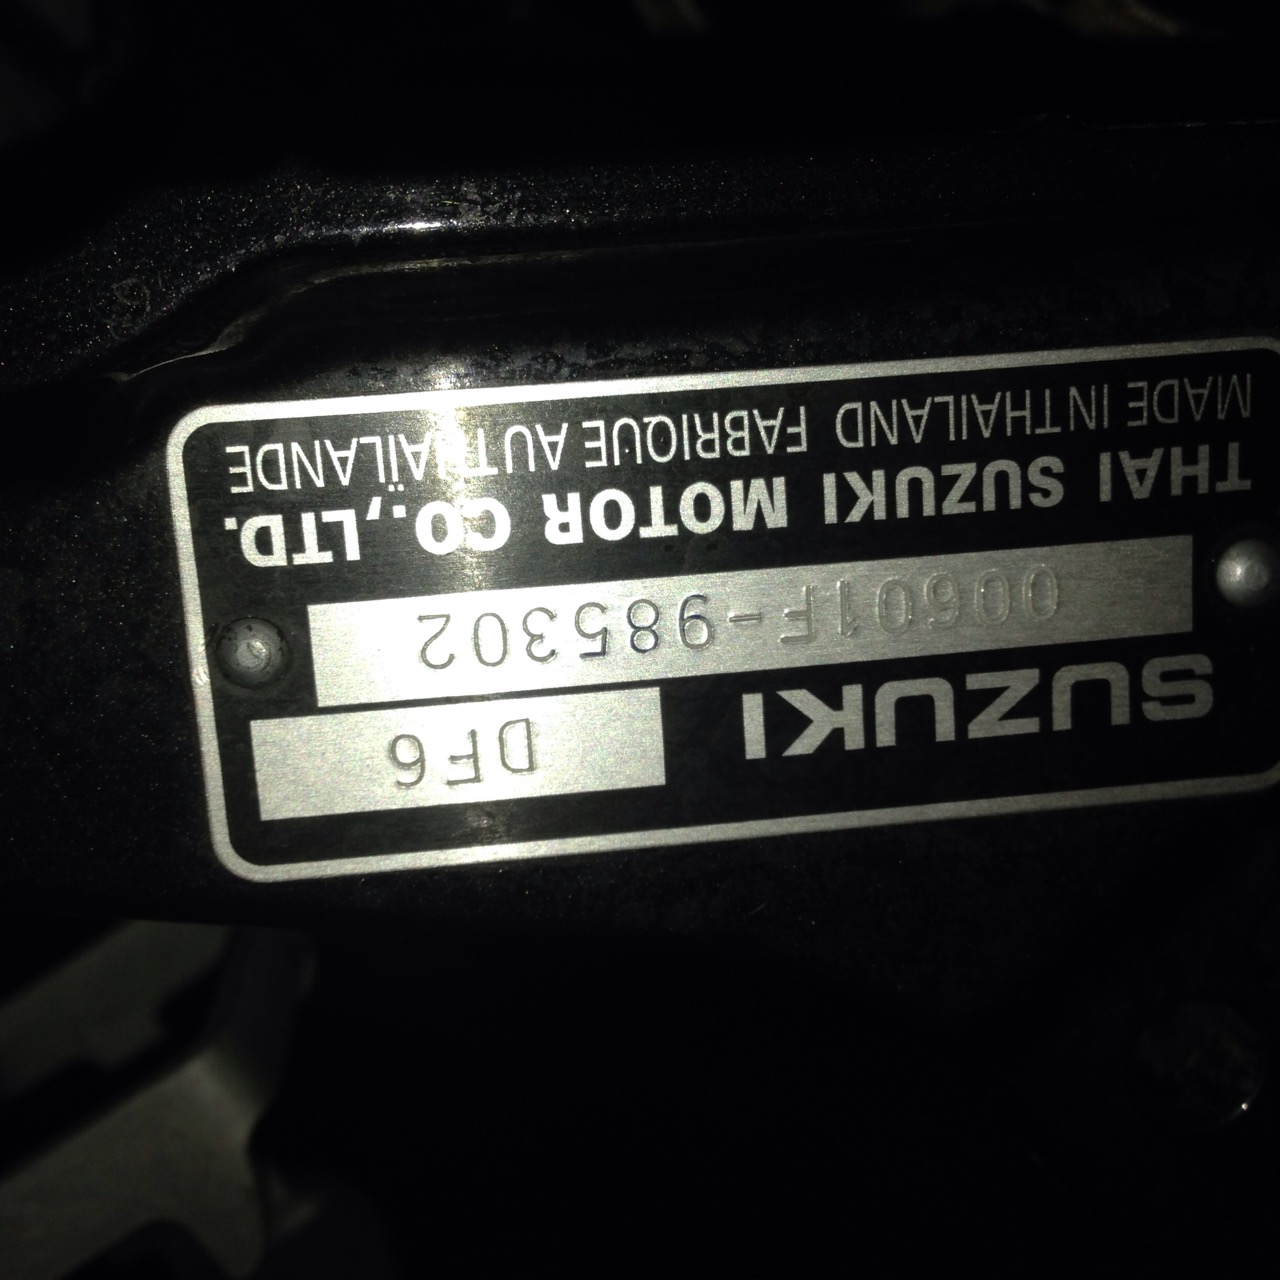 SUZUKI DF6
00601F-985302
THAI SUZUKI MOTOR CO.,LTD.
MADE IN THAILAND FABRIQUE AU THAÏLANDE